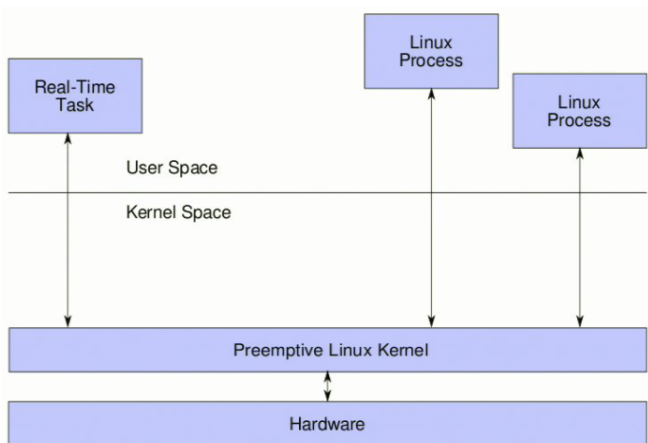 Linux
Process
Real-Time
Task
Linux
Process
User Space
Kernel Space
Preemptive Linux Kernel
Hardware